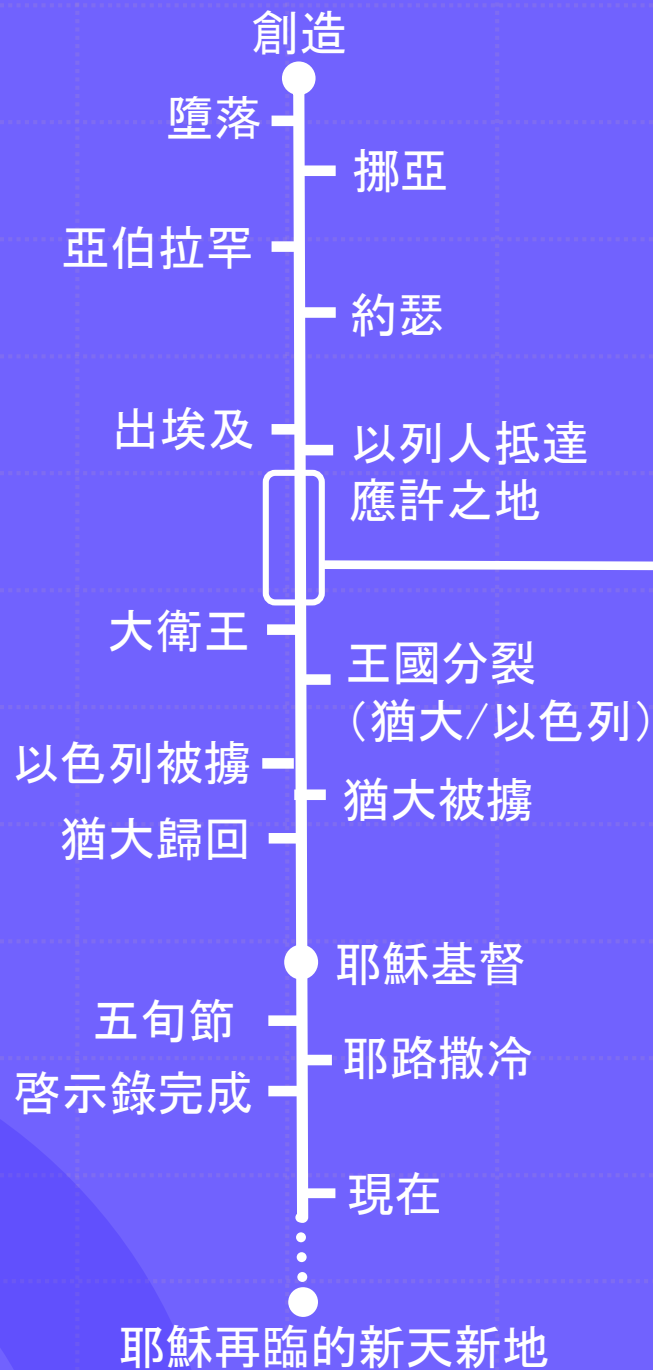 創造
墮落
挪亞
亞伯拉罕
約瑟
出埃及
以列人抵達
應許之地
大衛王
王國分裂
（猶大/以色列）
以色列被擄
猶大被擄
猶大歸回
耶穌基督
五旬節
耶路撒冷
啓示錄完成
現在
耶穌再臨的新天新地